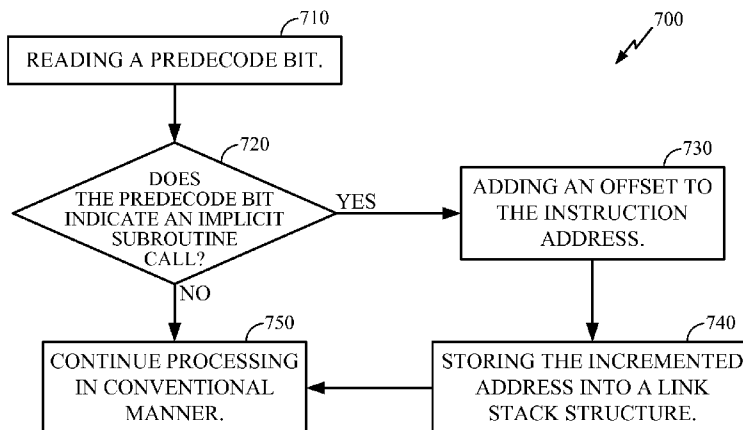 710
READING A PREDECODE BIT.
700
720
DOES
THE PREDECODE BIT
INDICATE AN IMPLICIT
SUBROUTINE
CALL?
YES
730
ADDING AN OFFSET TO
THE INSTRUCTION
ADDRESS.
NO
750
CONTINUE PROCESSING
IN CONVENTIONAL
MANNER.
740
STORING THE INCREMENTED
ADDRESS INTO A LINK
STACK STRUCTURE.